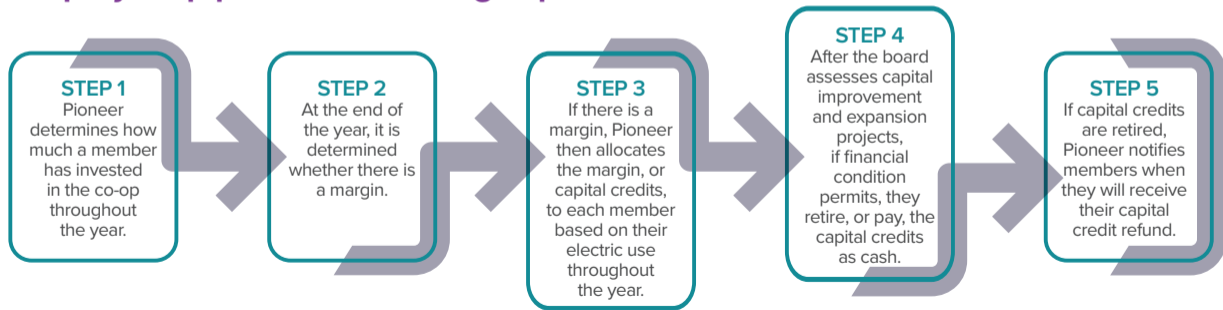 STEP 1
Pioneer
determines how
much a member
has invested
in the co-op
throughout
the year.
STEP 2
At the end of
the year, it is
determined
whether there is
a margin.
STEP 3
If there is a
margin, Pioneer
then allocates
the margin, or
capital credits,
to each member
based on their
electric use
throughout
the year.
STEP 4
After the board
assesses capital
improvement
and expansion
projects,
if financial
condition
permits, they
retire, or pay, the
capital credits
as cash.
STEP 5
If capital credits
are retired,
Pioneer notifies
members when
they will receive
their capital
credit refund.